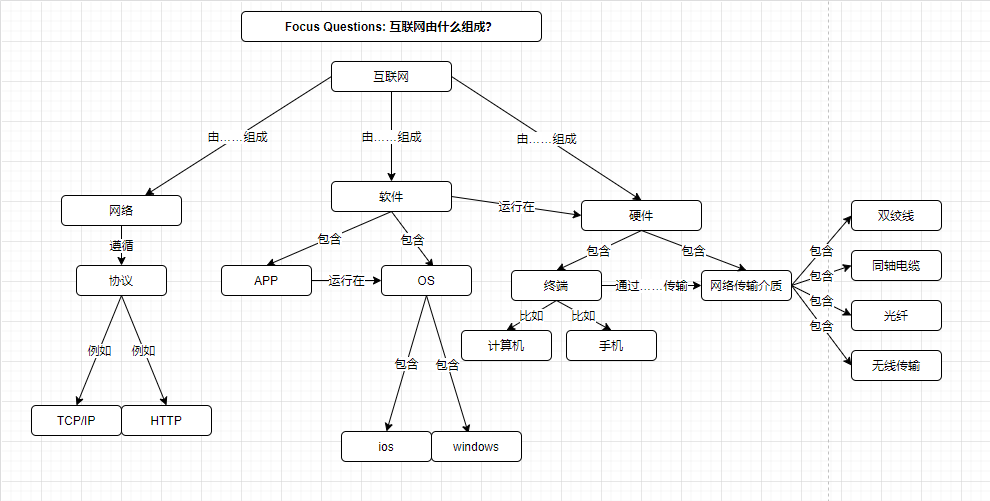 Focus Questions: 互联网由什么组成?
互联网
由……组成
由……组成
由……组成
网络
软件
硬件
运行在
双绞线
遵循
包含
包含
包含
包含
包含
协议
APP
运行在
OS
终端
通过……传输
网络传输介质
包含
同轴电缆
包含
光纤
包含
无线传输
比如
比如
计算机
手机
例如
例如
包含
包含
TCP/IP
HTTP
ios
windows